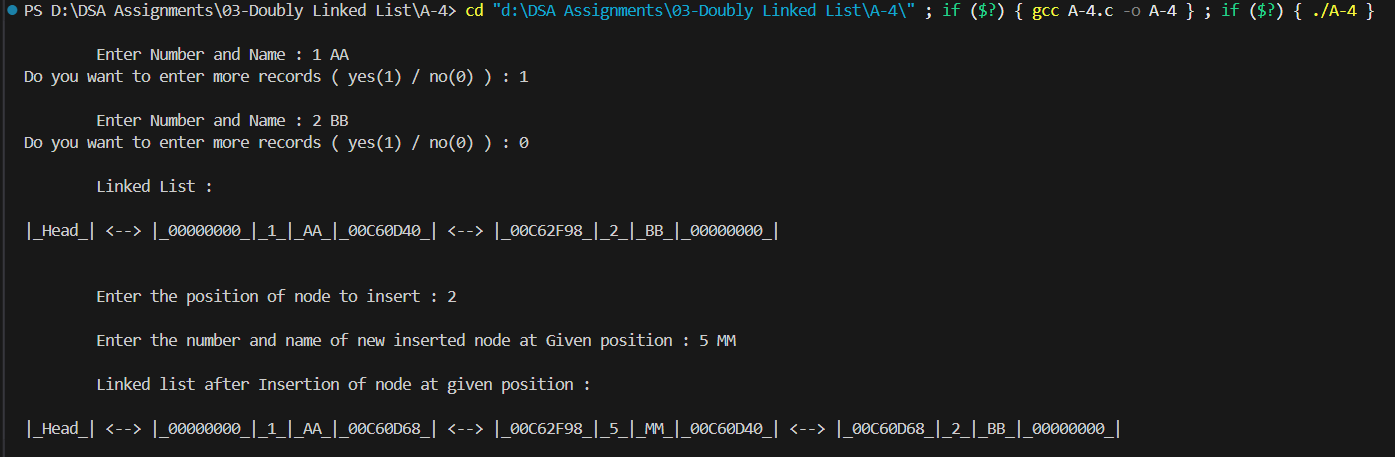 PS D:\DSA Assignments\03-Doubly Linked List\A-4> cd "d:\DSA Assignments\03-Doubly Linked List\A-4\" ; if ($?) { gcc A-4.c -o A-4 } ; if ($?) { ./A-4 }
Enter Number and Name : 1 AA
Do you want to enter more records ( yes(1) / no(0) ) : 1
Enter Number and Name : 2 BB
Do you want to enter more records ( yes(1) / no(0) ) : 0
Linked List :
|_Head_| <--> |_00000000_|_1_|_AA_|_00C60D40_| <--> |_00C62F98_|_2_|_BB_|_00000000_|
Enter the position of node to insert : 2
Enter the number and name of new inserted node at Given position : 5 MM
Linked list after Insertion of node at given position :
|_Head_| <--> |_00000000_|_1_|_AA_|_00C60D68_| <--> |_00C62F98_|_5_|_MM_|_00C60D40_| <--> |_00C60D68_|_2_|_BB_|_00000000_|